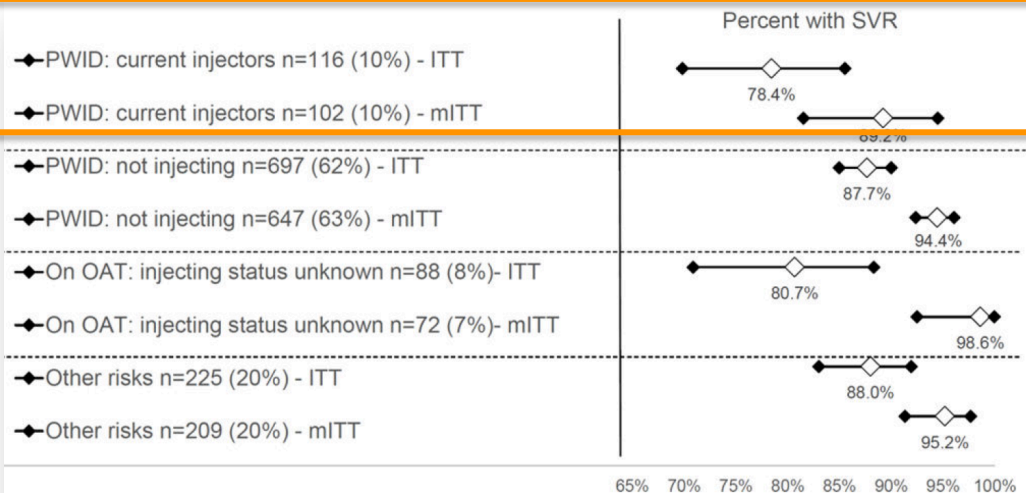 Percent with SVR
PWID: current injectors n=116 (10%) - ITT
78.4%
PWID: current injectors n=102 (10%) - mITT
89.2%
PWID: not injecting n=697 (62%) - ITT
87.7%
PWID: not injecting n=647 (63%) - mITT
94.4%
On OAT: injecting status unknown n=88 (8%)- ITT
80.7%
On OAT: injecting status unknown n=72 (7%)- mITT
98.6%
Other risks n=225 (20%) - ITT
88.0%
Other risks n=209 (20%) - mITT
95.2%
65% 70% 75% 80% 85% 90% 95% 100%